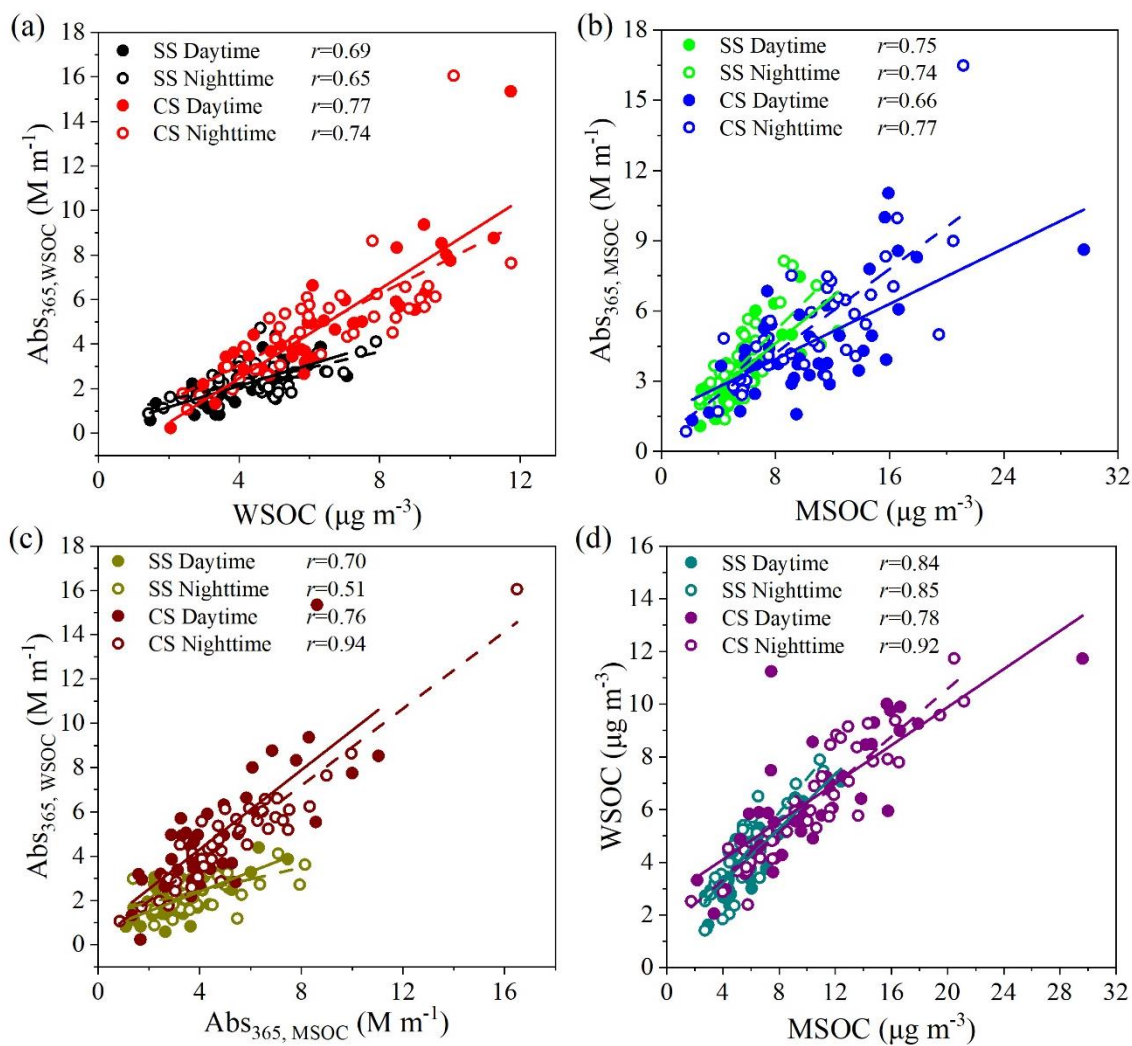 (a)
SS Daytime r=0.69
SS Nighttime r=0.65
CS Daytime r=0.77
CS Nighttime r=0.74
18
16
14
12
10
8
6
4
2
0
Abs365,WSOC (M m-1)
0 4 8 12
WSOC (μg m-3)
(b)
SS Daytime r=0.75
SS Nighttime r=0.74
CS Daytime r=0.66
CS Nighttime r=0.77
18
15
12
9
6
3
0
Abs365, MSOC (M m-1)
0 8 16 24 32
MSOC (μg m-3)
(c)
SS Daytime r=0.70
SS Nighttime r=0.51
CS Daytime r=0.76
CS Nighttime r=0.94
18
16
14
12
10
8
6
4
2
0
Abs365, WSOC (M m-1)
0 4 8 12 16
Abs365, MSOC (M m-1)
(d)
SS Daytime r=0.84
SS Nighttime r=0.85
CS Daytime r=0.78
CS Nighttime r=0.92
16
14
12
10
8
6
4
2
0
WSOC (μg m-3)
0 4 8 12 16 20 24 28 32
MSOC (μg m-3)